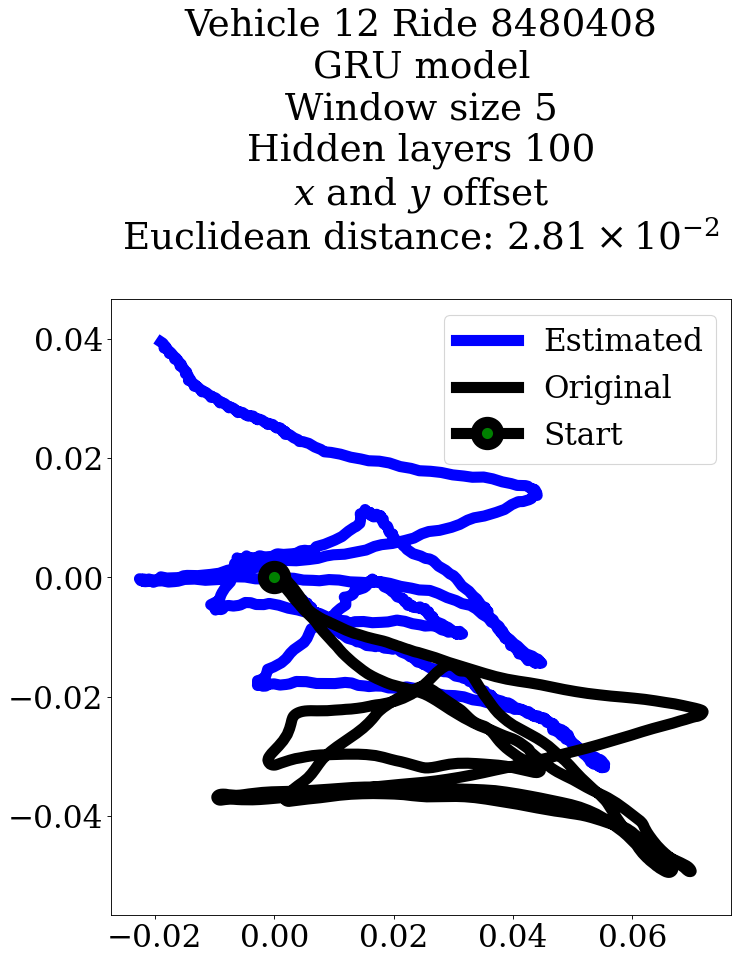 Vehicle 12 Ride 8480408
GRU model
Window size 5
Hidden layers 100
x and y offset
Euclidean distance: 2.81 × 10⁻²
Estimated
Original
Start
0.04
0.02
0.00
−0.02
−0.04
−0.02 0.00 0.02 0.04 0.06